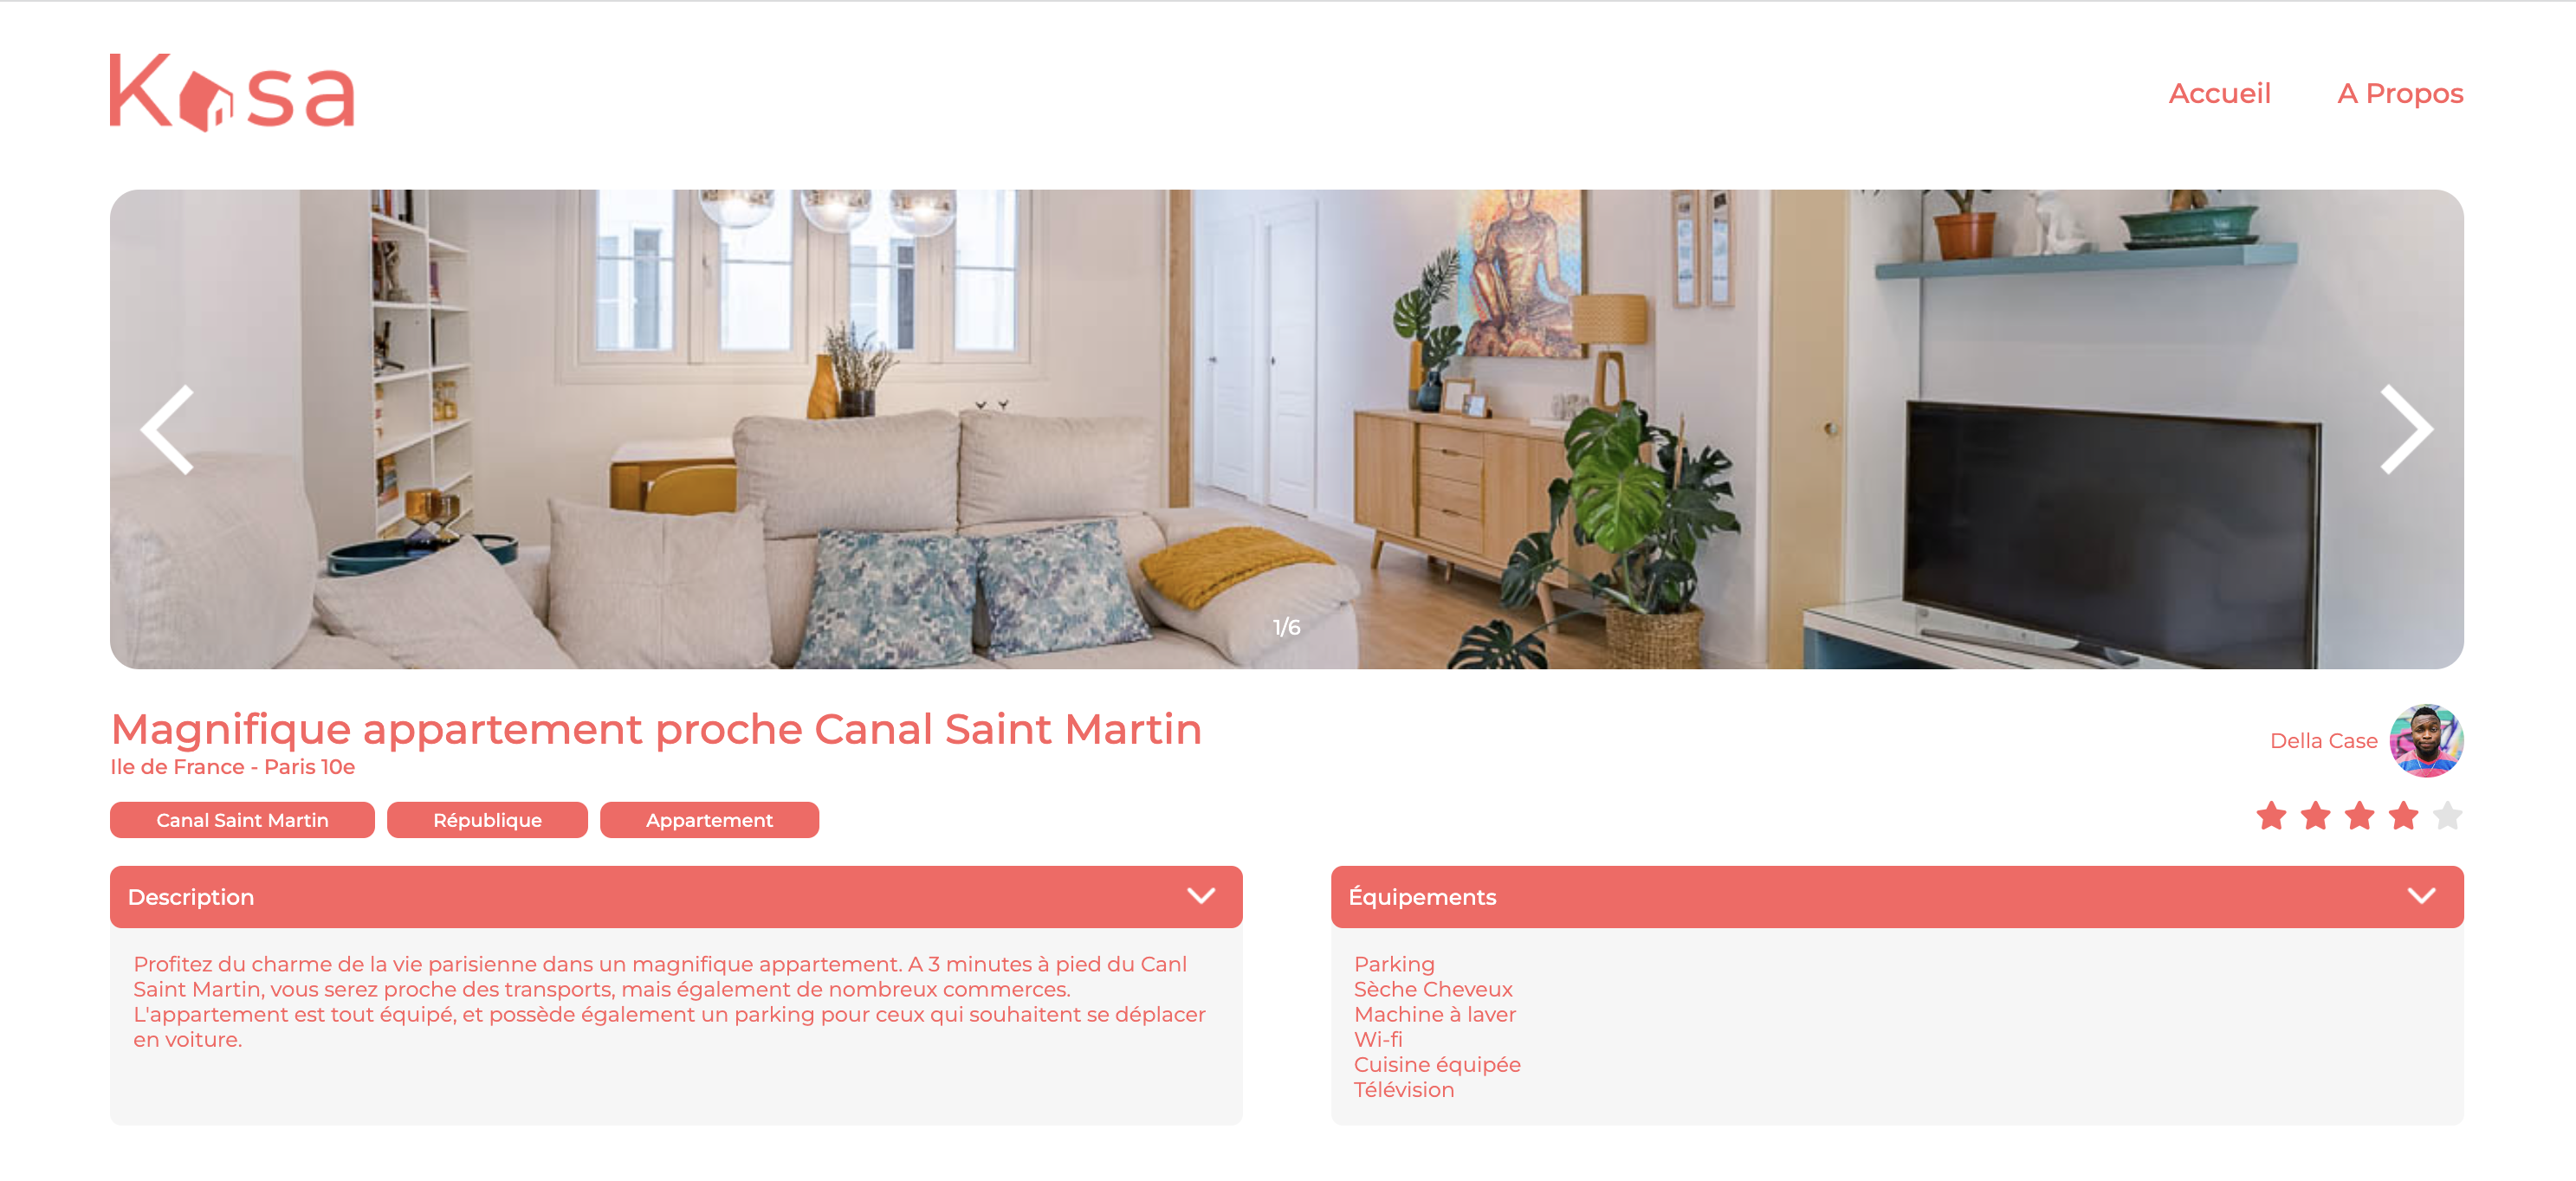 Kasa
Accueil
A Propos
1/6
Magnifique appartement proche Canal Saint Martin
Ile de France - Paris 10e
Della Case
Canal Saint Martin
République
Appartement
Description
Profitez du charme de la vie parisienne dans un magnifique appartement. A 3 minutes à pied du Canl
Saint Martin, vous serez proche des transports, mais également de nombreux commerces.
L'appartement est tout équipé, et possède également un parking pour ceux qui souhaitent se déplacer
en voiture.
Équipements
Parking
Sèche Cheveux
Machine à laver
Wi-fi
Cuisine équipée
Télévision